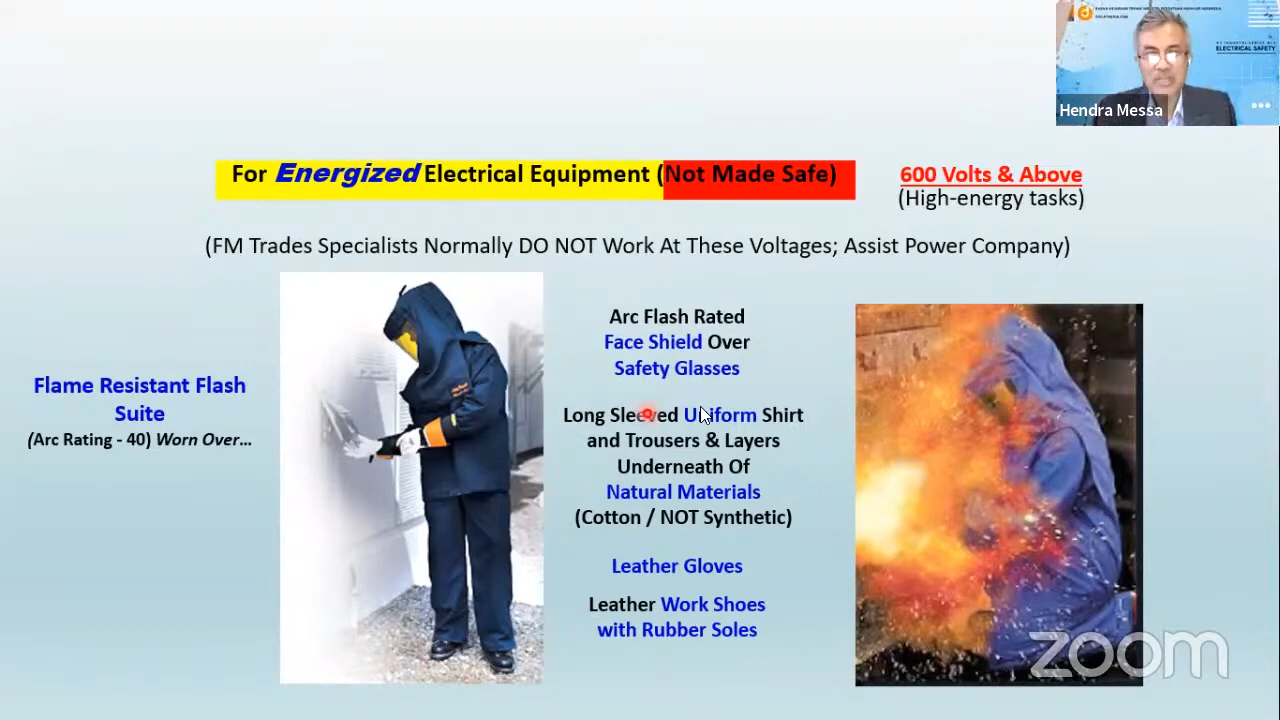 ELECTRICAL SAFETY
Hendra Messa
For Energized Electrical Equipment (Not Made Safe)
600 Volts & Above
(High-energy tasks)
(FM Trades Specialists Normally DO NOT Work At These Voltages; Assist Power Company)
Flame Resistant Flash
Suite
(Arc Rating - 40) Worn Over...
Arc Flash Rated
Face Shield Over
Safety Glasses
Long Sleeved Uniform Shirt
and Trousers & Layers
Underneath Of
Natural Materials
(Cotton / NOT Synthetic)
Leather Gloves
Leather Work Shoes
with Rubber Soles
zoom